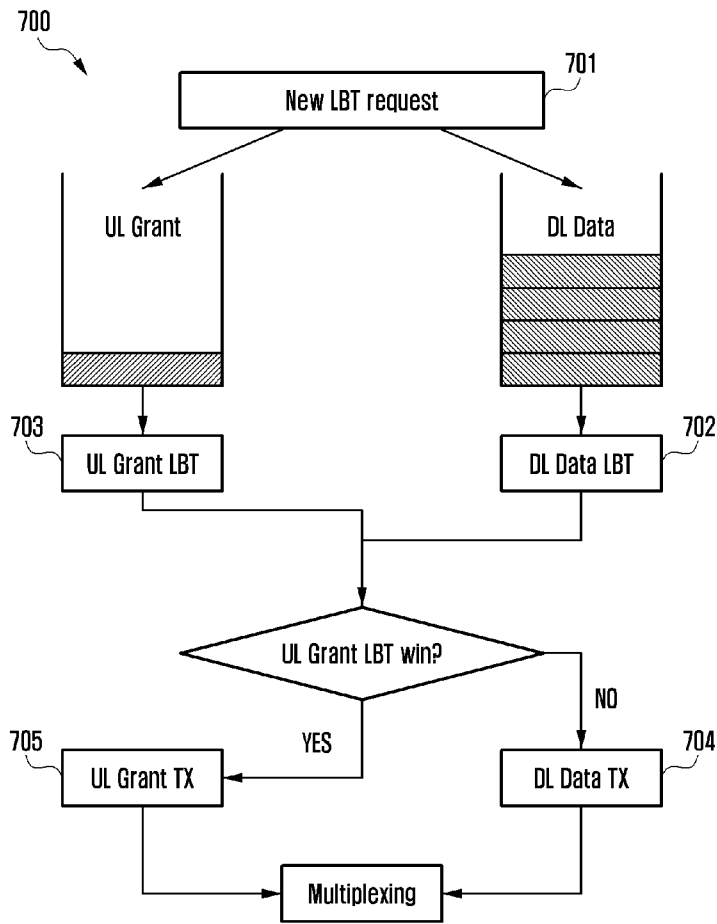 700
701
New LBT request
UL Grant
DL Data
703
702
UL Grant LBT
DL Data LBT
UL Grant LBT win?
NO
YES
705
704
UL Grant TX
DL Data TX
Multiplexing